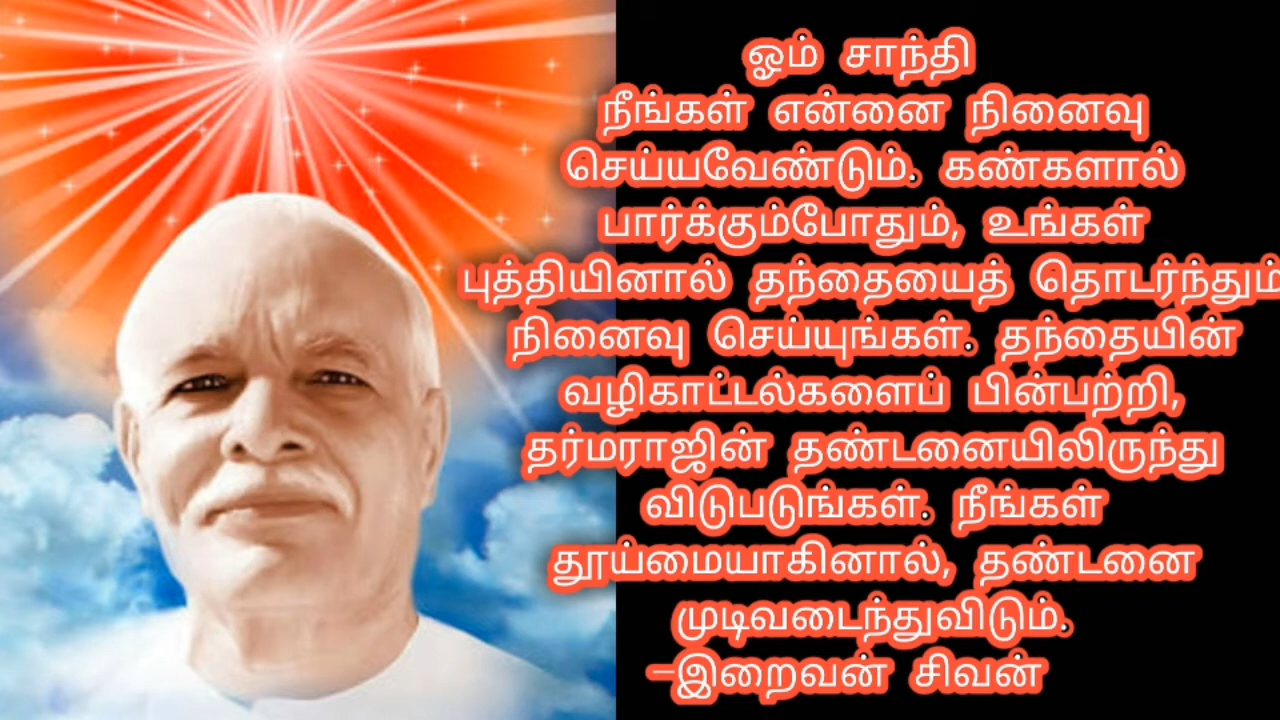 ஓம் சாந்தி
நீங்கள் என்னை நினைவு
செய்யவேண்டும். கண்களால்
பார்க்கும்போதும், உங்கள்
புத்தியினால் தந்தையைத் தொடர்ந்தும்
நினைவு செய்யுங்கள். தந்தையின்
வழிகாட்டல்களைப் பின்பற்றி,
தர்மராஜின் தண்டனையிலிருந்து
விடுபடுங்கள். நீங்கள்
தூய்மையாகினால், தண்டனை
முடிவடைந்துவிடும்.
-இறைவன் சிவன்